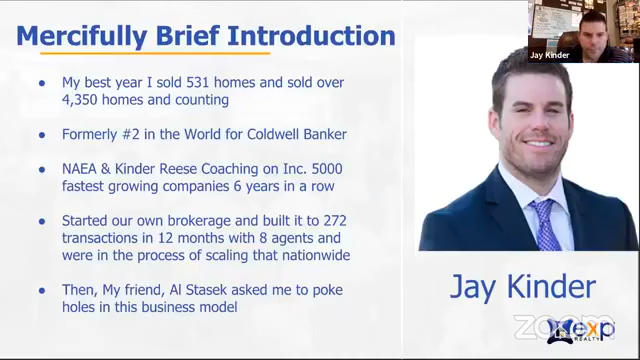 Mercifully Brief Introduction
Jay Kinder
● My best year I sold 531 homes and sold over
4,350 homes and counting
● Formerly #2 in the World for Coldwell Banker
● NAEA & Kinder Reese Coaching on Inc. 5000
fastest growing companies 6 years in a row
● Started our own brokerage and built it to 272
transactions in 12 months with 8 agents and
were in the process of scaling that nationwide
● Then, My friend, Al Stasek asked me to poke
holes in this business model
Jay Kinder
zoom
exp
REALTY